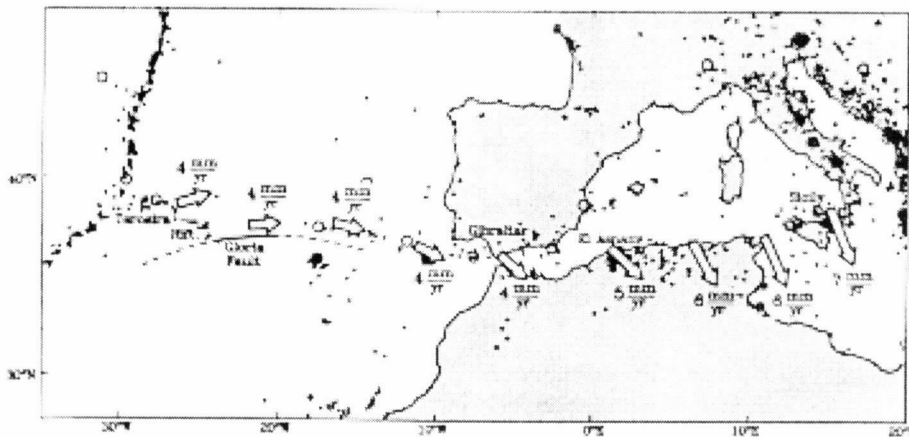 40°N
30°N
4 mm
yr
4 mm
yr
4 mm
yr
Terceira
Rift
Gloria
Fault
Gibraltar
4 mm
yr
4 mm
yr
El Asnam
5 mm
yr
mm
yr
mm
yr
Sicily
7 mm
yr
30°W
20°W
10°W
0°W
10°E
20°